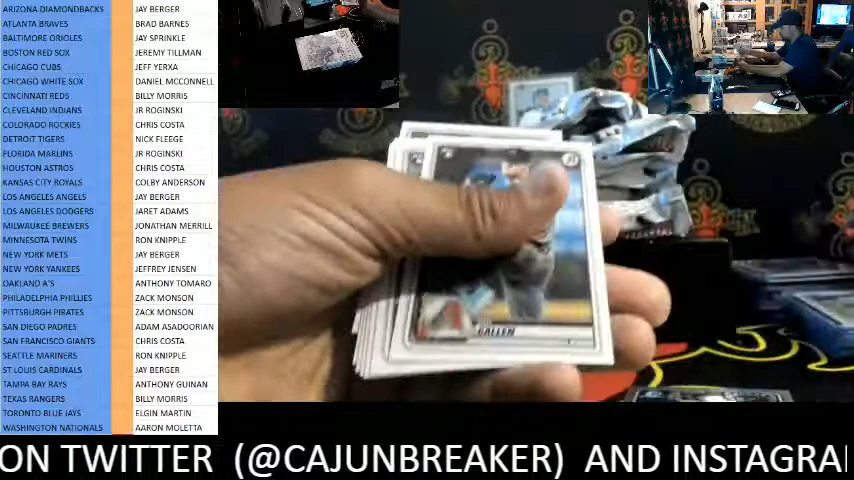 ARIZONA DIAMONDBACKS JAY BERGER
ATLANTA BRAVES BRAD BARNES
BALTIMORE ORIOLES JAY SPRINKLE
BOSTON RED SOX JEREMY TILLMAN
CHICAGO CUBS JEFF YERXA
CHICAGO WHITE SOX DANIEL MCCONNELL
CINCINNATI REDS BILLY MORRIS
CLEVELAND INDIANS JR ROGINSKI
COLORADO ROCKIES CHRIS COSTA
DETROIT TIGERS NICK FLEEGE
FLORIDA MARLINS JR ROGINSKI
HOUSTON ASTROS CHRIS COSTA
KANSAS CITY ROYALS COLBY ANDERSON
LOS ANGELES ANGELS JAY BERGER
LOS ANGELES DODGERS JARET ADAMS
MILWAUKEE BREWERS JONATHAN MERRILL
MINNESOTA TWINS RON KNIPPLE
NEW YORK METS JAY BERGER
NEW YORK YANKEES JEFFREY JENSEN
OAKLAND A'S ANTHONY TOMARO
PHILADELPHIA PHILLIES ZACK MONSON
PITTSBURGH PIRATES ZACK MONSON
SAN DIEGO PADRES ADAM ASADOORIAN
SAN FRANCISCO GIANTS CHRIS COSTA
SEATTLE MARINERS RON KNIPPLE
ST LOUIS CARDINALS JAY BERGER
TAMPA BAY RAYS ANTHONY GUINAN
TEXAS RANGERS BILLY MORRIS
TORONTO BLUE JAYS ELGIN MARTIN
WASHINGTON NATIONALS AARON MOLETTA
GALLEN
ON TWITTER (@CAJUNBREAKER) AND INSTAGRA